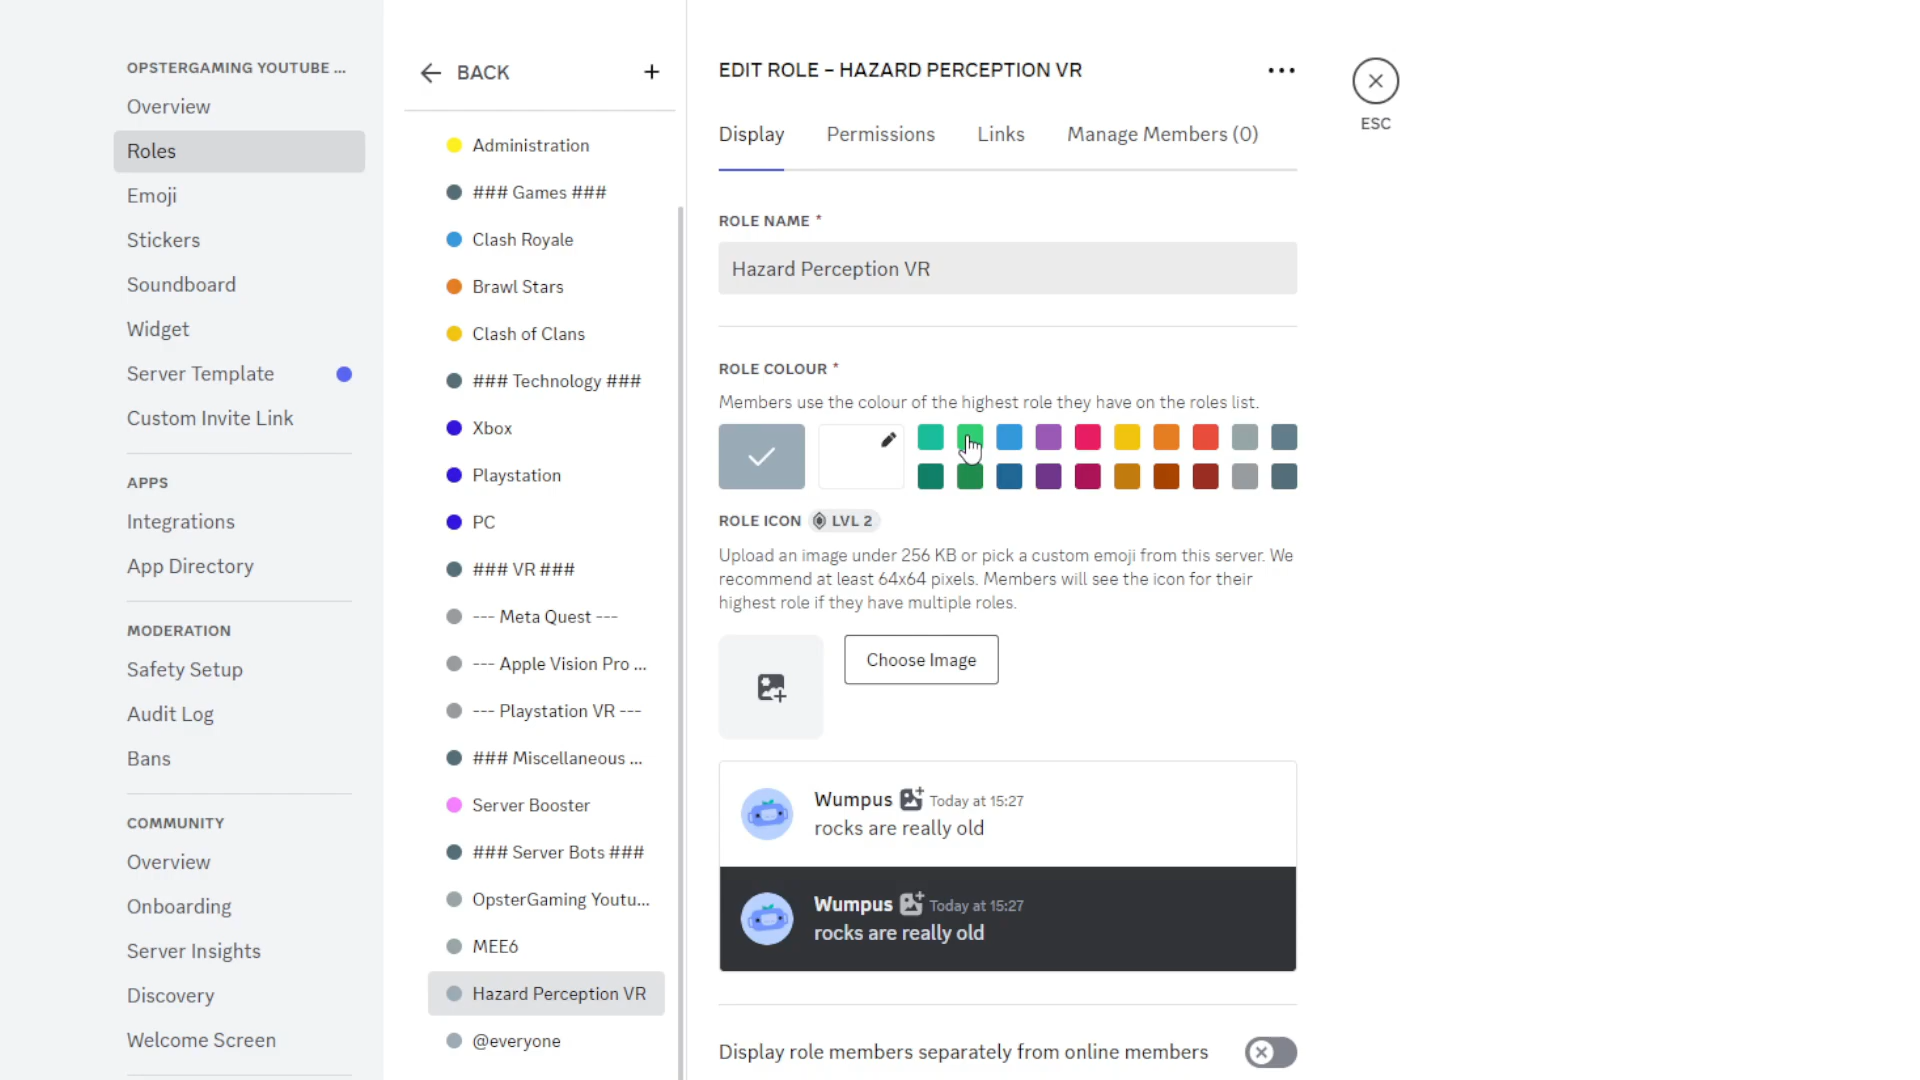 OPSTERGAMING YOUTUBE ...
Overview
Roles
Emoji
Stickers
Soundboard
Widget
Server Template
Custom Invite Link
APPS
Integrations
App Directory
MODERATION
Safety Setup
Audit Log
Bans
COMMUNITY
Overview
Onboarding
Server Insights
Discovery
Welcome Screen
BACK
+
Administration
### Games ###
Clash Royale
Brawl Stars
Clash of Clans
### Technology ###
Xbox
Playstation
PC
### VR ###
--- Meta Quest ---
--- Apple Vision Pro ...
--- Playstation VR ---
### Miscellaneous ...
Server Booster
### Server Bots ###
OpsterGaming Youtu...
MEE6
Hazard Perception VR
@everyone
EDIT ROLE – HAZARD PERCEPTION VR
Display Permissions Links Manage Members (0)
ROLE NAME *
Hazard Perception VR
ROLE COLOUR *
Members use the colour of the highest role they have on the roles list.
ROLE ICON LVL 2
Upload an image under 256 KB or pick a custom emoji from this server. We
recommend at least 64x64 pixels. Members will see the icon for their
highest role if they have multiple roles.
Choose Image
Wumpus Today at 15:27
rocks are really old
Wumpus Today at 15:27
rocks are really old
Display role members separately from online members
ESC